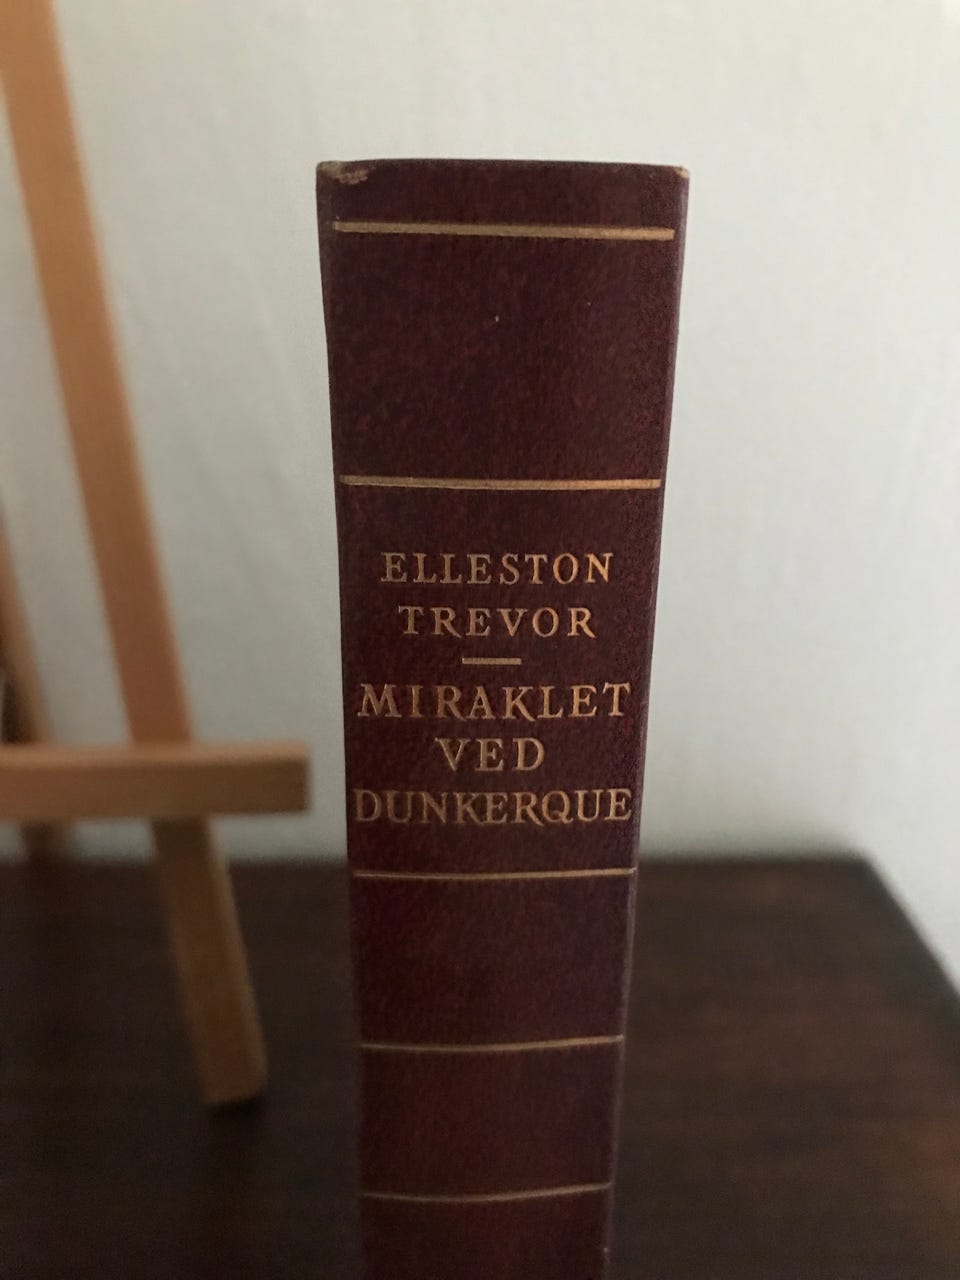 ELLESTON
TREVOR
MIRAKLET
VED
DUNKERQUE